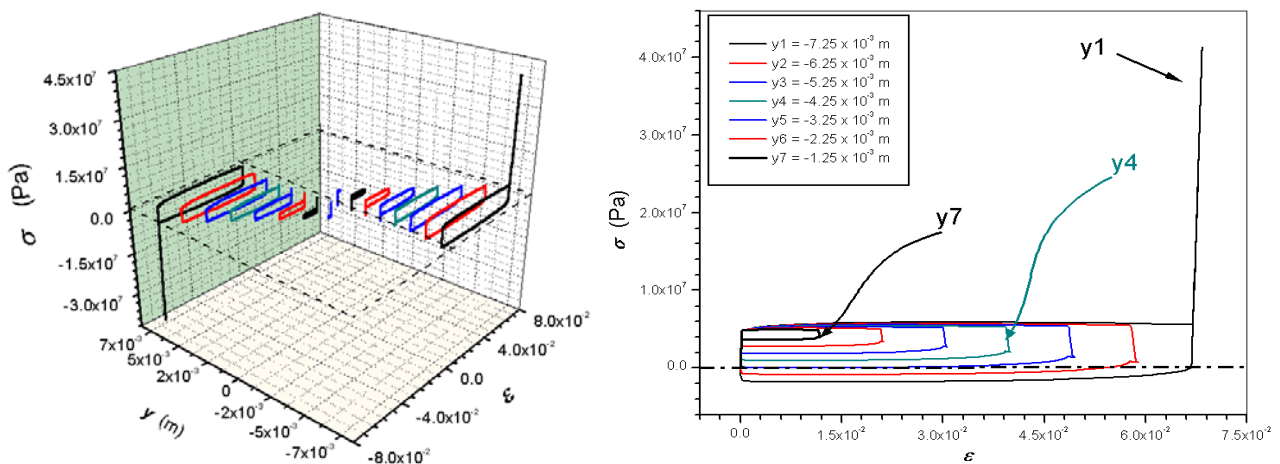 4.5x10⁷
3.0x10⁷
1.5x10⁷
0.0
-1.5x10⁷
-3.0x10⁷
σ (Pa)
7x10⁻³
5x10⁻³
2x10⁻³
0
-2x10⁻³
-5x10⁻³
-7x10⁻³
y (m)
8.0x10⁻²
4.0x10⁻²
0.0
-4.0x10⁻²
-8.0x10⁻²
ε
y1 = -7.25 x 10⁻³ m
y2 = -6.25 x 10⁻³ m
y3 = -5.25 x 10⁻³ m
y4 = -4.25 x 10⁻³ m
y5 = -3.25 x 10⁻³ m
y6 = -2.25 x 10⁻³ m
y7 = -1.25 x 10⁻³ m
y1
y4
y7
4.0x10⁷
3.0x10⁷
2.0x10⁷
1.0x10⁷
0.0
σ (Pa)
0.0
1.5x10⁻²
3.0x10⁻²
4.5x10⁻²
6.0x10⁻²
7.5x10⁻²
ε